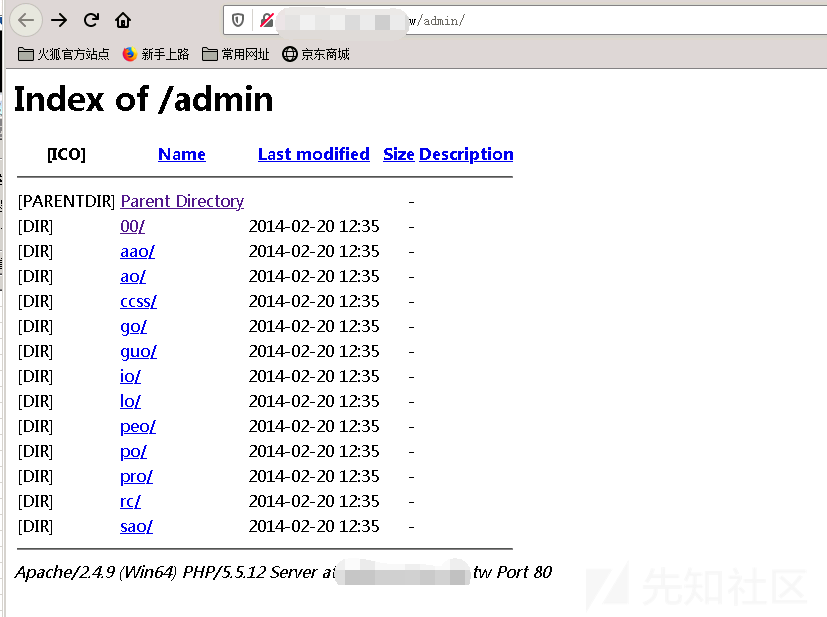 w/admin/
火狐官方站点 新手上路 常用网址 京东商城
Index of /admin
[ICO] Name Last modified Size Description
[PARENTDIR] Parent Directory -
[DIR] 00/ 2014-02-20 12:35 -
[DIR] aao/ 2014-02-20 12:35 -
[DIR] ao/ 2014-02-20 12:35 -
[DIR] ccss/ 2014-02-20 12:35 -
[DIR] go/ 2014-02-20 12:35 -
[DIR] guo/ 2014-02-20 12:35 -
[DIR] io/ 2014-02-20 12:35 -
[DIR] lo/ 2014-02-20 12:35 -
[DIR] peo/ 2014-02-20 12:35 -
[DIR] po/ 2014-02-20 12:35 -
[DIR] pro/ 2014-02-20 12:35 -
[DIR] rc/ 2014-02-20 12:35 -
[DIR] sao/ 2014-02-20 12:35 -
Apache/2.4.9 (Win64) PHP/5.5.12 Server at tw Port 80
先知社区